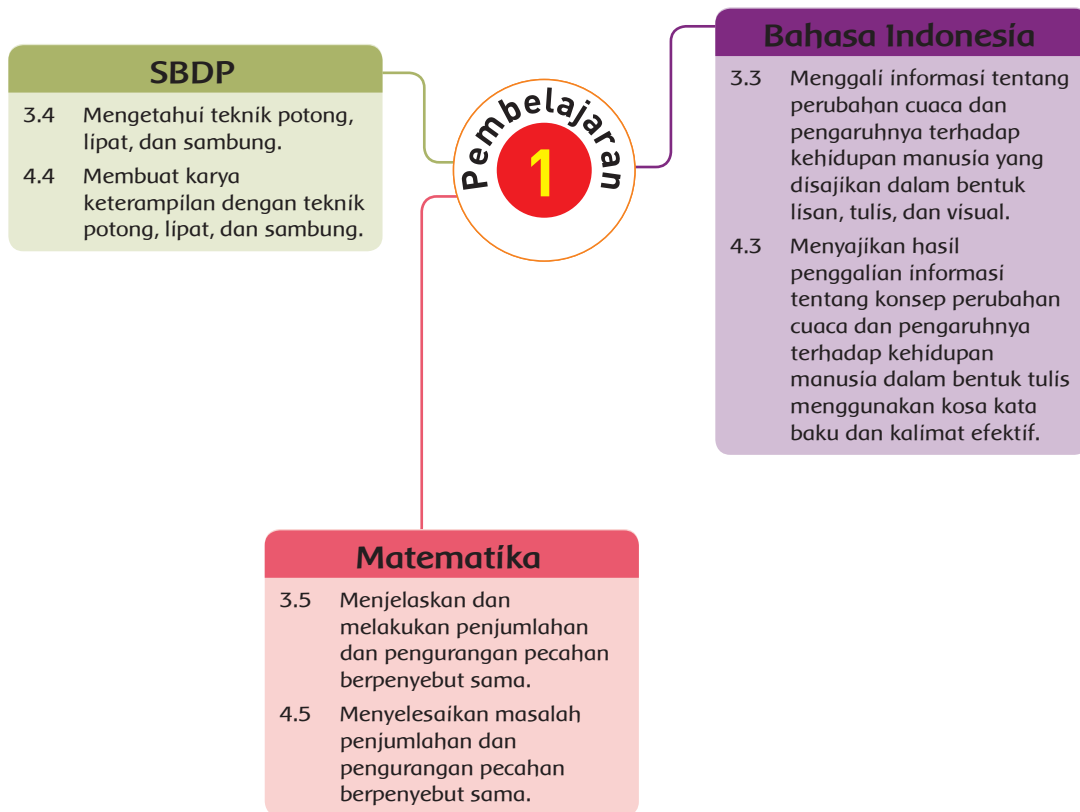 SBDP
3.4 Mengetahui teknik potong,
lipat, dan sambung.
4.4 Membuat karya
keterampilan dengan teknik
potong, lipat, dan sambung.
Pembelajaran
1
Bahasa Indonesia
3.3 Menggali informasi tentang
perubahan cuaca dan
pengaruhnya terhadap
kehidupan manusia yang
disajikan dalam bentuk
lisan, tulis, dan visual.
4.3 Menyajikan hasil
penggalian informasi
tentang konsep perubahan
cuaca dan pengaruhnya
terhadap kehidupan
manusia dalam bentuk tulis
menggunakan kosa kata
baku dan kalimat efektif.
Matematika
3.5 Menjelaskan dan
melakukan penjumlahan
dan pengurangan pecahan
berpenyebut sama.
4.5 Menyelesaikan masalah
penjumlahan dan
pengurangan pecahan
berpenyebut sama.